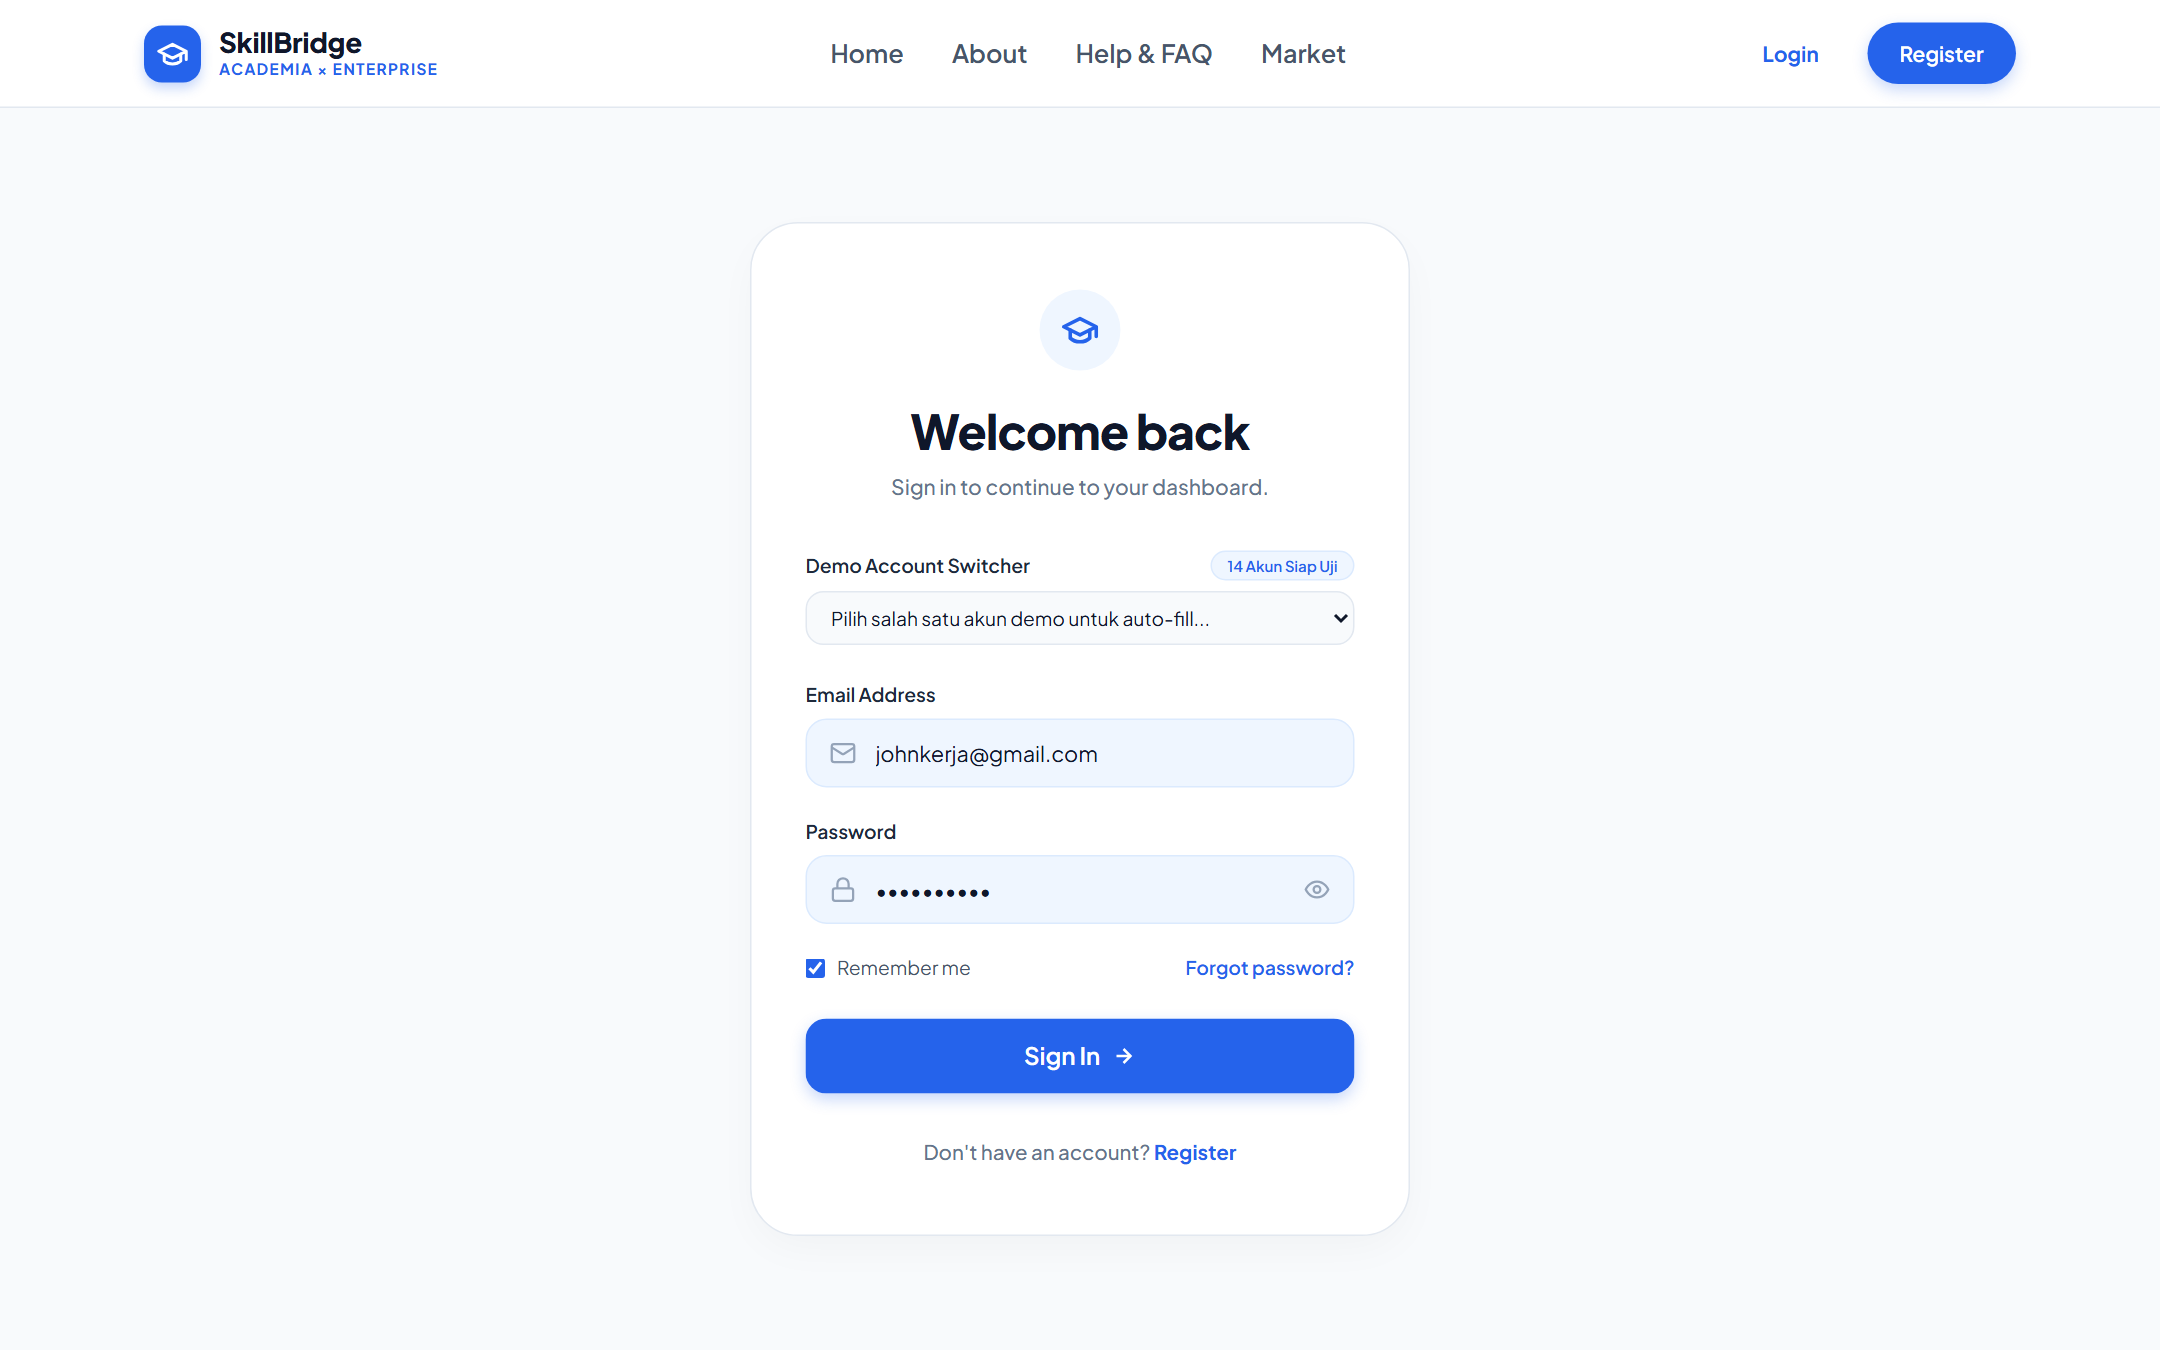 SkillBridge
ACADEMIA × ENTERPRISE
Home
About
Help & FAQ
Market
Login
Register
Welcome back
Sign in to continue to your dashboard.
Demo Account Switcher
14 Akun Siap Uji
Pilih salah satu akun demo untuk auto-fill...
Email Address
johnkerja@gmail.com
Password
••••••••••
Remember me
Forgot password?
Sign In →
Don't have an account? Register